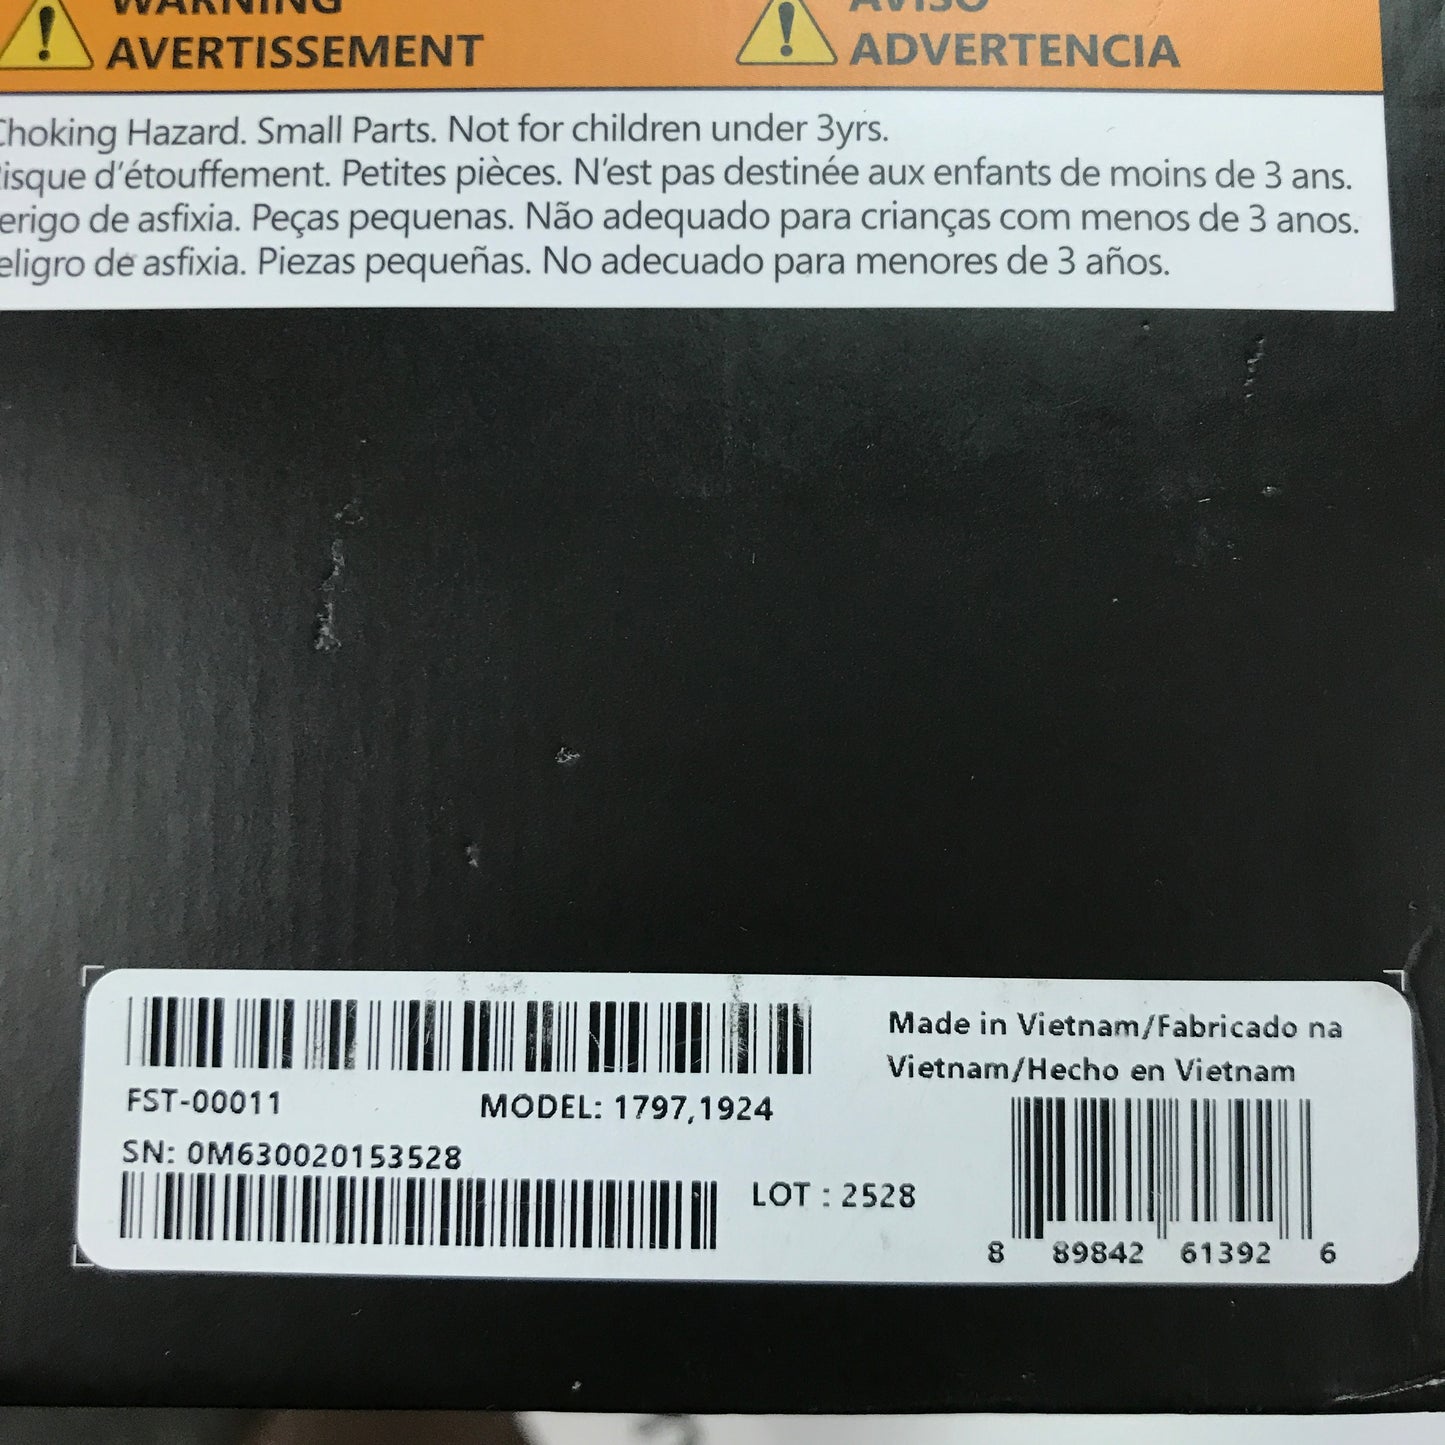 WARNING
AVISO
AVERTISSEMENT
ADVERTENCIA
Choking Hazard. Small Parts. Not for children under 3yrs.
Risque d'étouffement. Petites pièces. N'est pas destinée aux enfants de moins de 3 ans.
Perigo de asfixia. Peças pequenas. Não adequado para crianças com menos de 3 anos.
Peligro de asfixia. Piezas pequeñas. No adecuado para menores de 3 años.
FST-00011
MODEL: 1797,1924
SN: 0M630020153528
LOT : 2528
Made in Vietnam/Fabricado na
Vietnam/Hecho en Vietnam
8 89842 61392 6